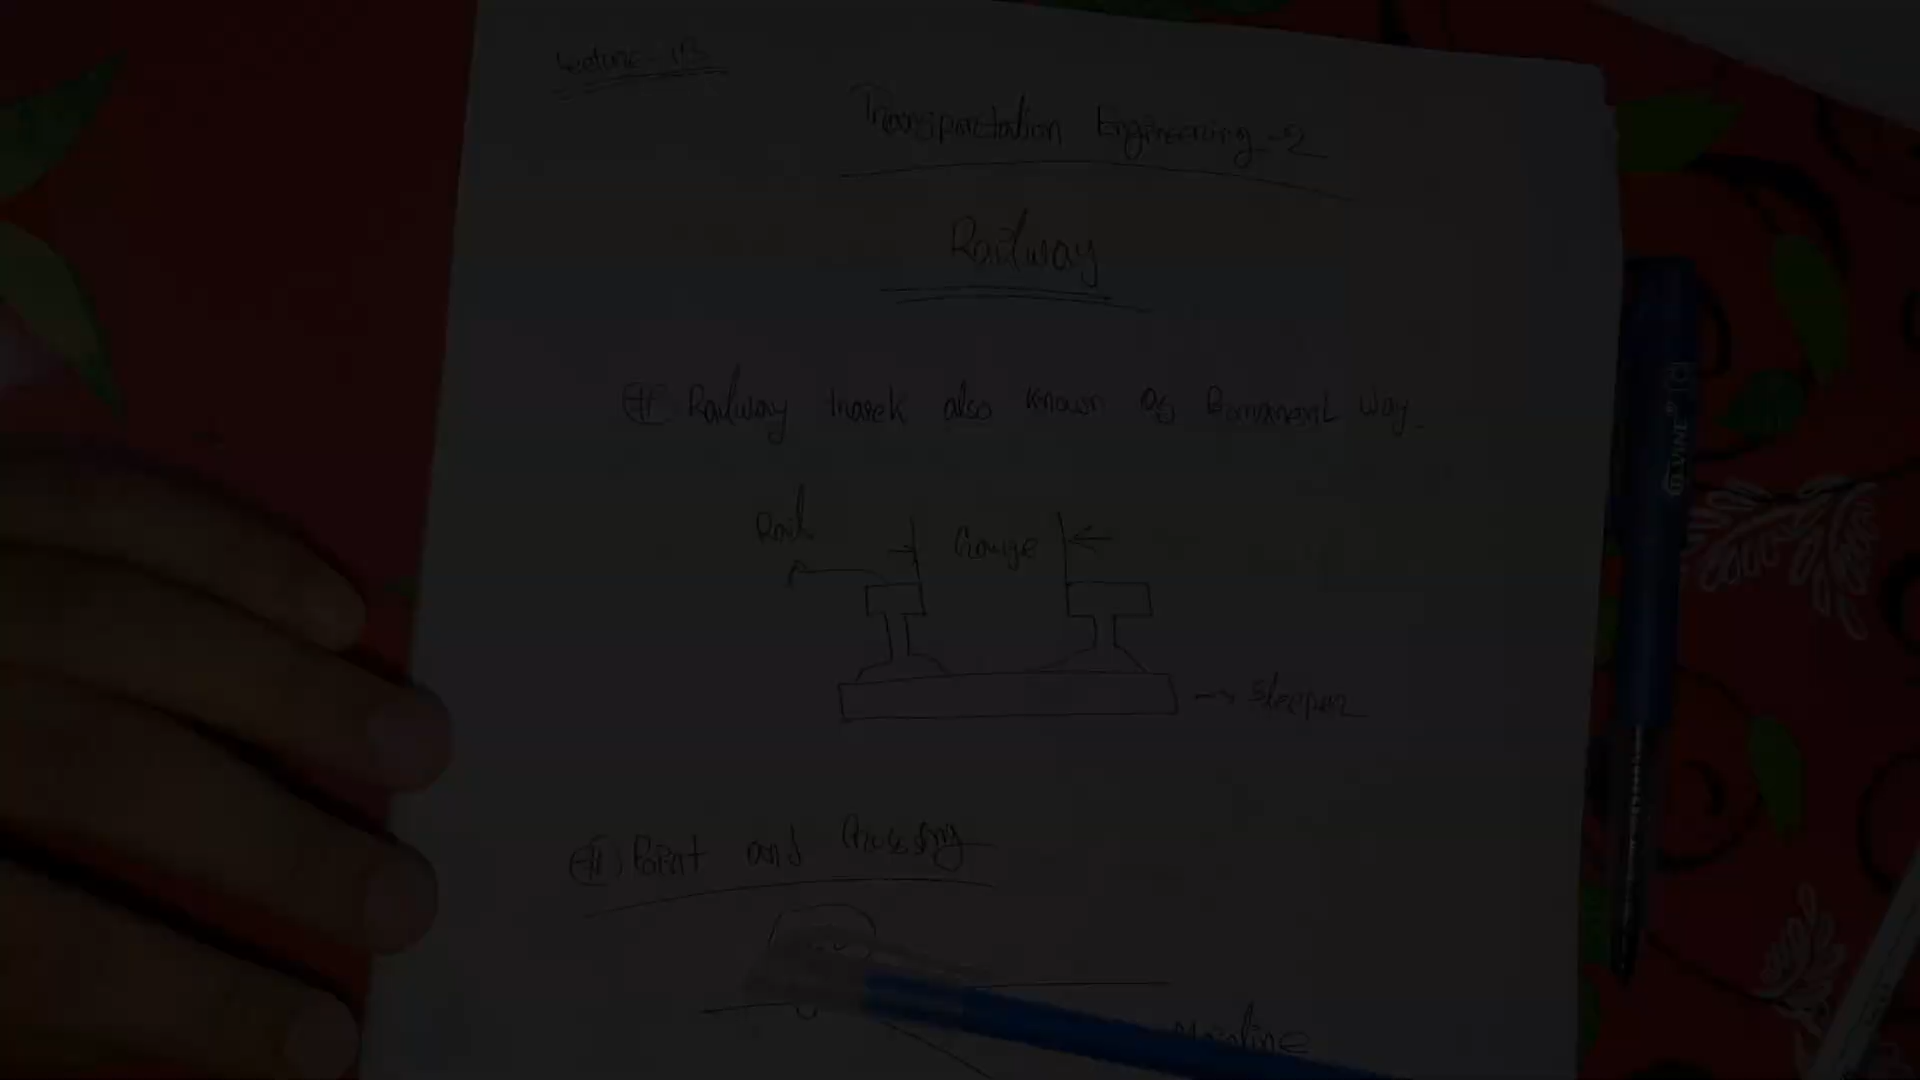 Lecture - 13
Transportation Engineering-2
Railway
# Railway track also known as Permanent Way.
Rail
Gauge
Sleeper
# Point and Crossing
Mainline